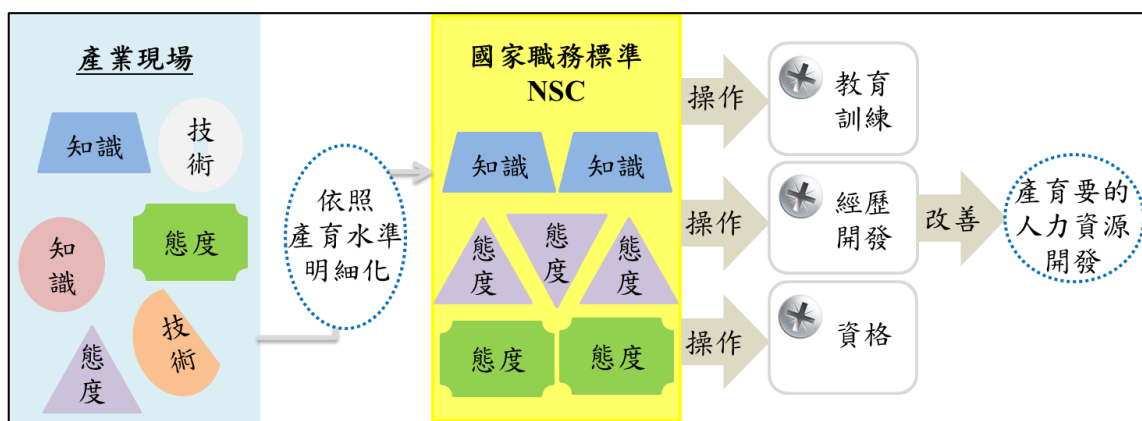 產業現場
知識
技術
知識
態度
態度
技術
依照
產育水準
明細化
國家職務標準
NSC
知識
知識
態度
態度
態度
態度
態度
操作
操作
操作
教育
訓練
經歷
開發
資格
改善
產育要的
人力資源
開發